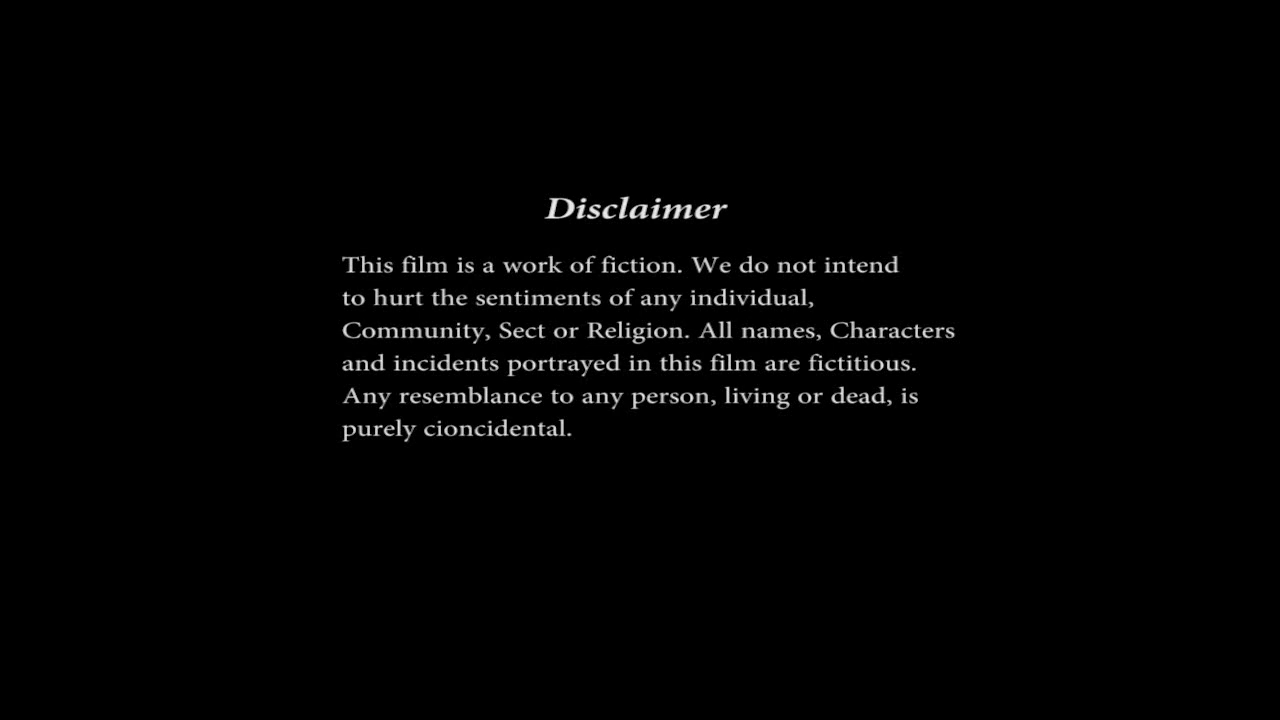 Disclaimer
This film is a work of fiction. We do not intend
to hurt the sentiments of any individual,
Community, Sect or Religion. All names, Characters
and incidents portrayed in this film are fictitious.
Any resemblance to any person, living or dead, is
purely cioncidental.